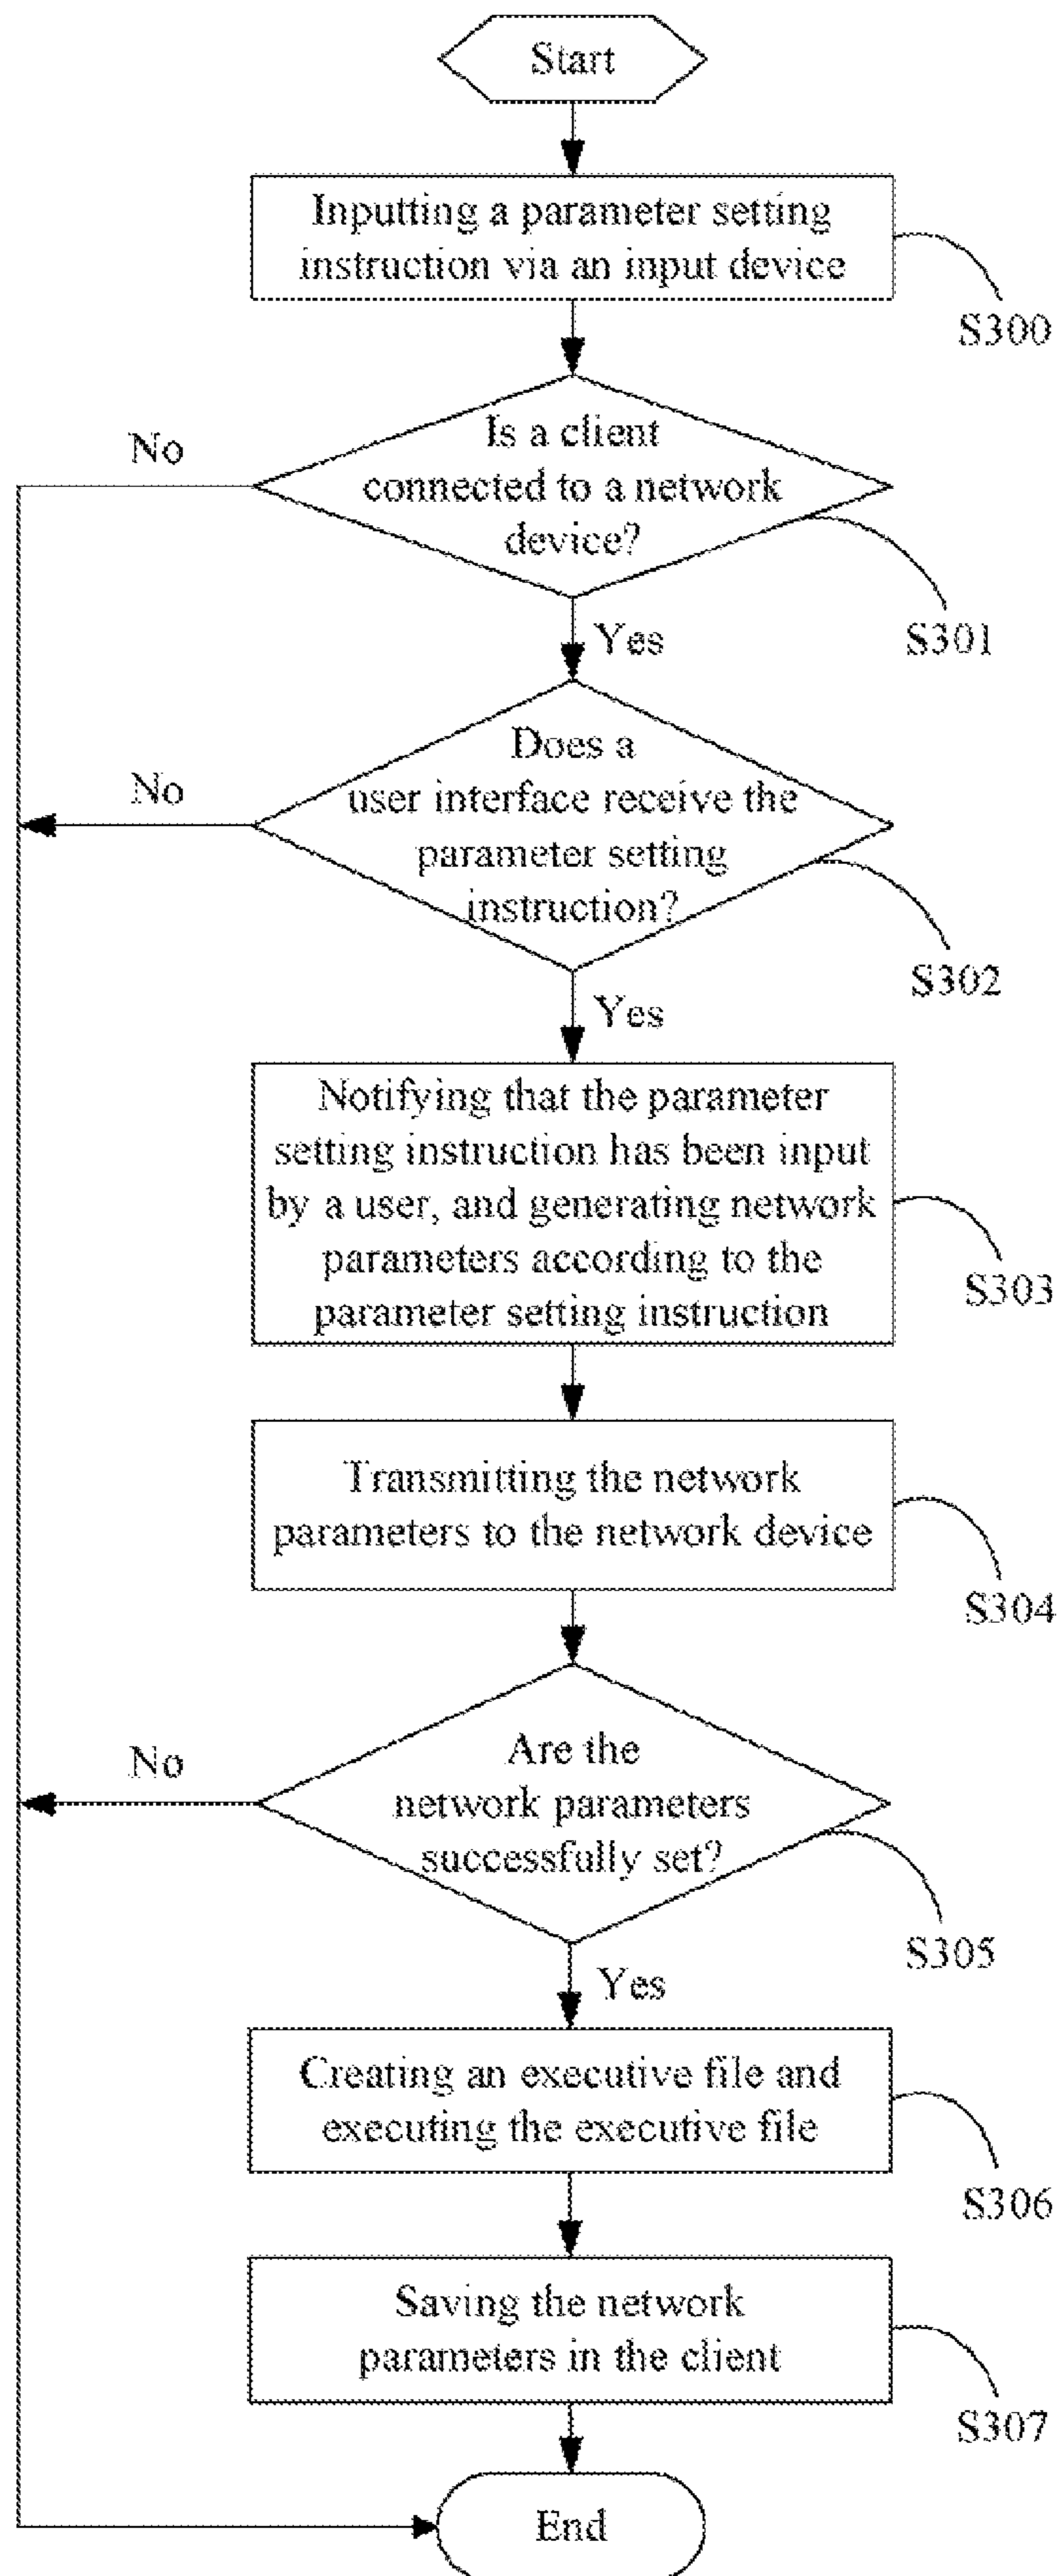 Start
Inputting a parameter setting
instruction via an input device
S300
Is a client
connected to a network
device?
No
S301
Yes
Does a
user interface receive the
parameter setting
instruction?
No
S302
Yes
Notifying that the parameter
setting instruction has been input
by a user, and generating network
parameters according to the
parameter setting instruction
S303
Transmitting the network
parameters to the network device
S304
Are the
network parameters
successfully set?
No
S305
Yes
Creating an executive file and
executing the executive file
S306
Saving the network
parameters in the client
S307
End